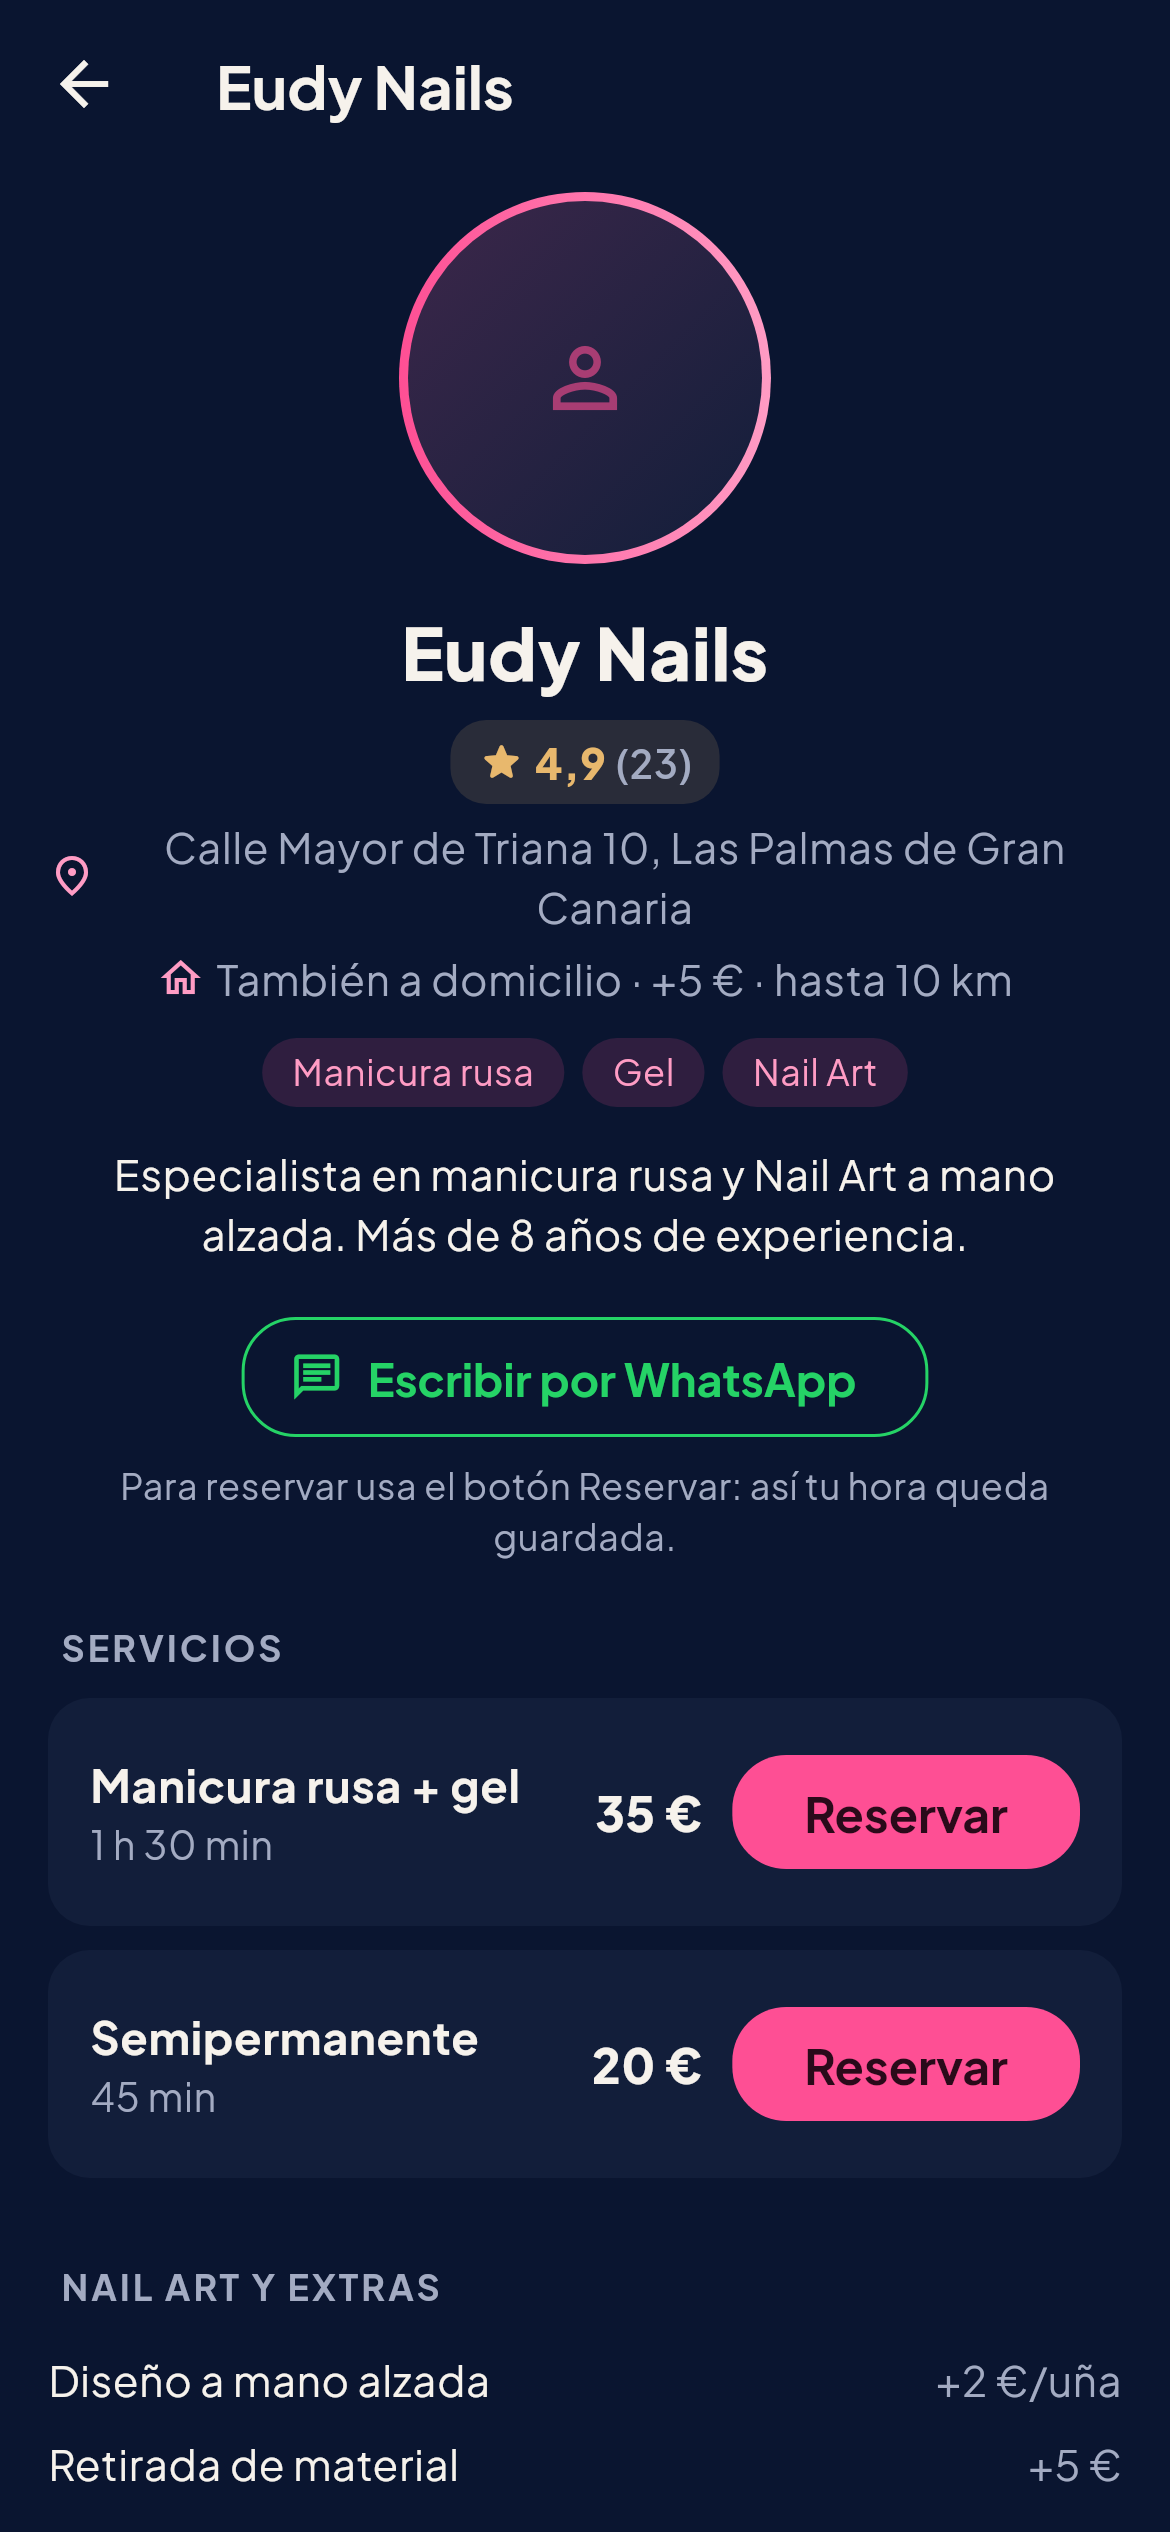 Eudy Nails
Eudy Nails
4,9 (23)
Calle Mayor de Triana 10, Las Palmas de Gran
Canaria
También a domicilio · +5 € · hasta 10 km
Manicura rusa
Gel
Nail Art
Especialista en manicura rusa y Nail Art a mano
alzada. Más de 8 años de experiencia.
Escribir por WhatsApp
Para reservar usa el botón Reservar: así tu hora queda
guardada.
SERVICIOS
Manicura rusa + gel
1 h 30 min
35 €
Reservar
Semipermanente
45 min
20 €
Reservar
NAIL ART Y EXTRAS
Diseño a mano alzada
+2 €/uña
Retirada de material
+5 €